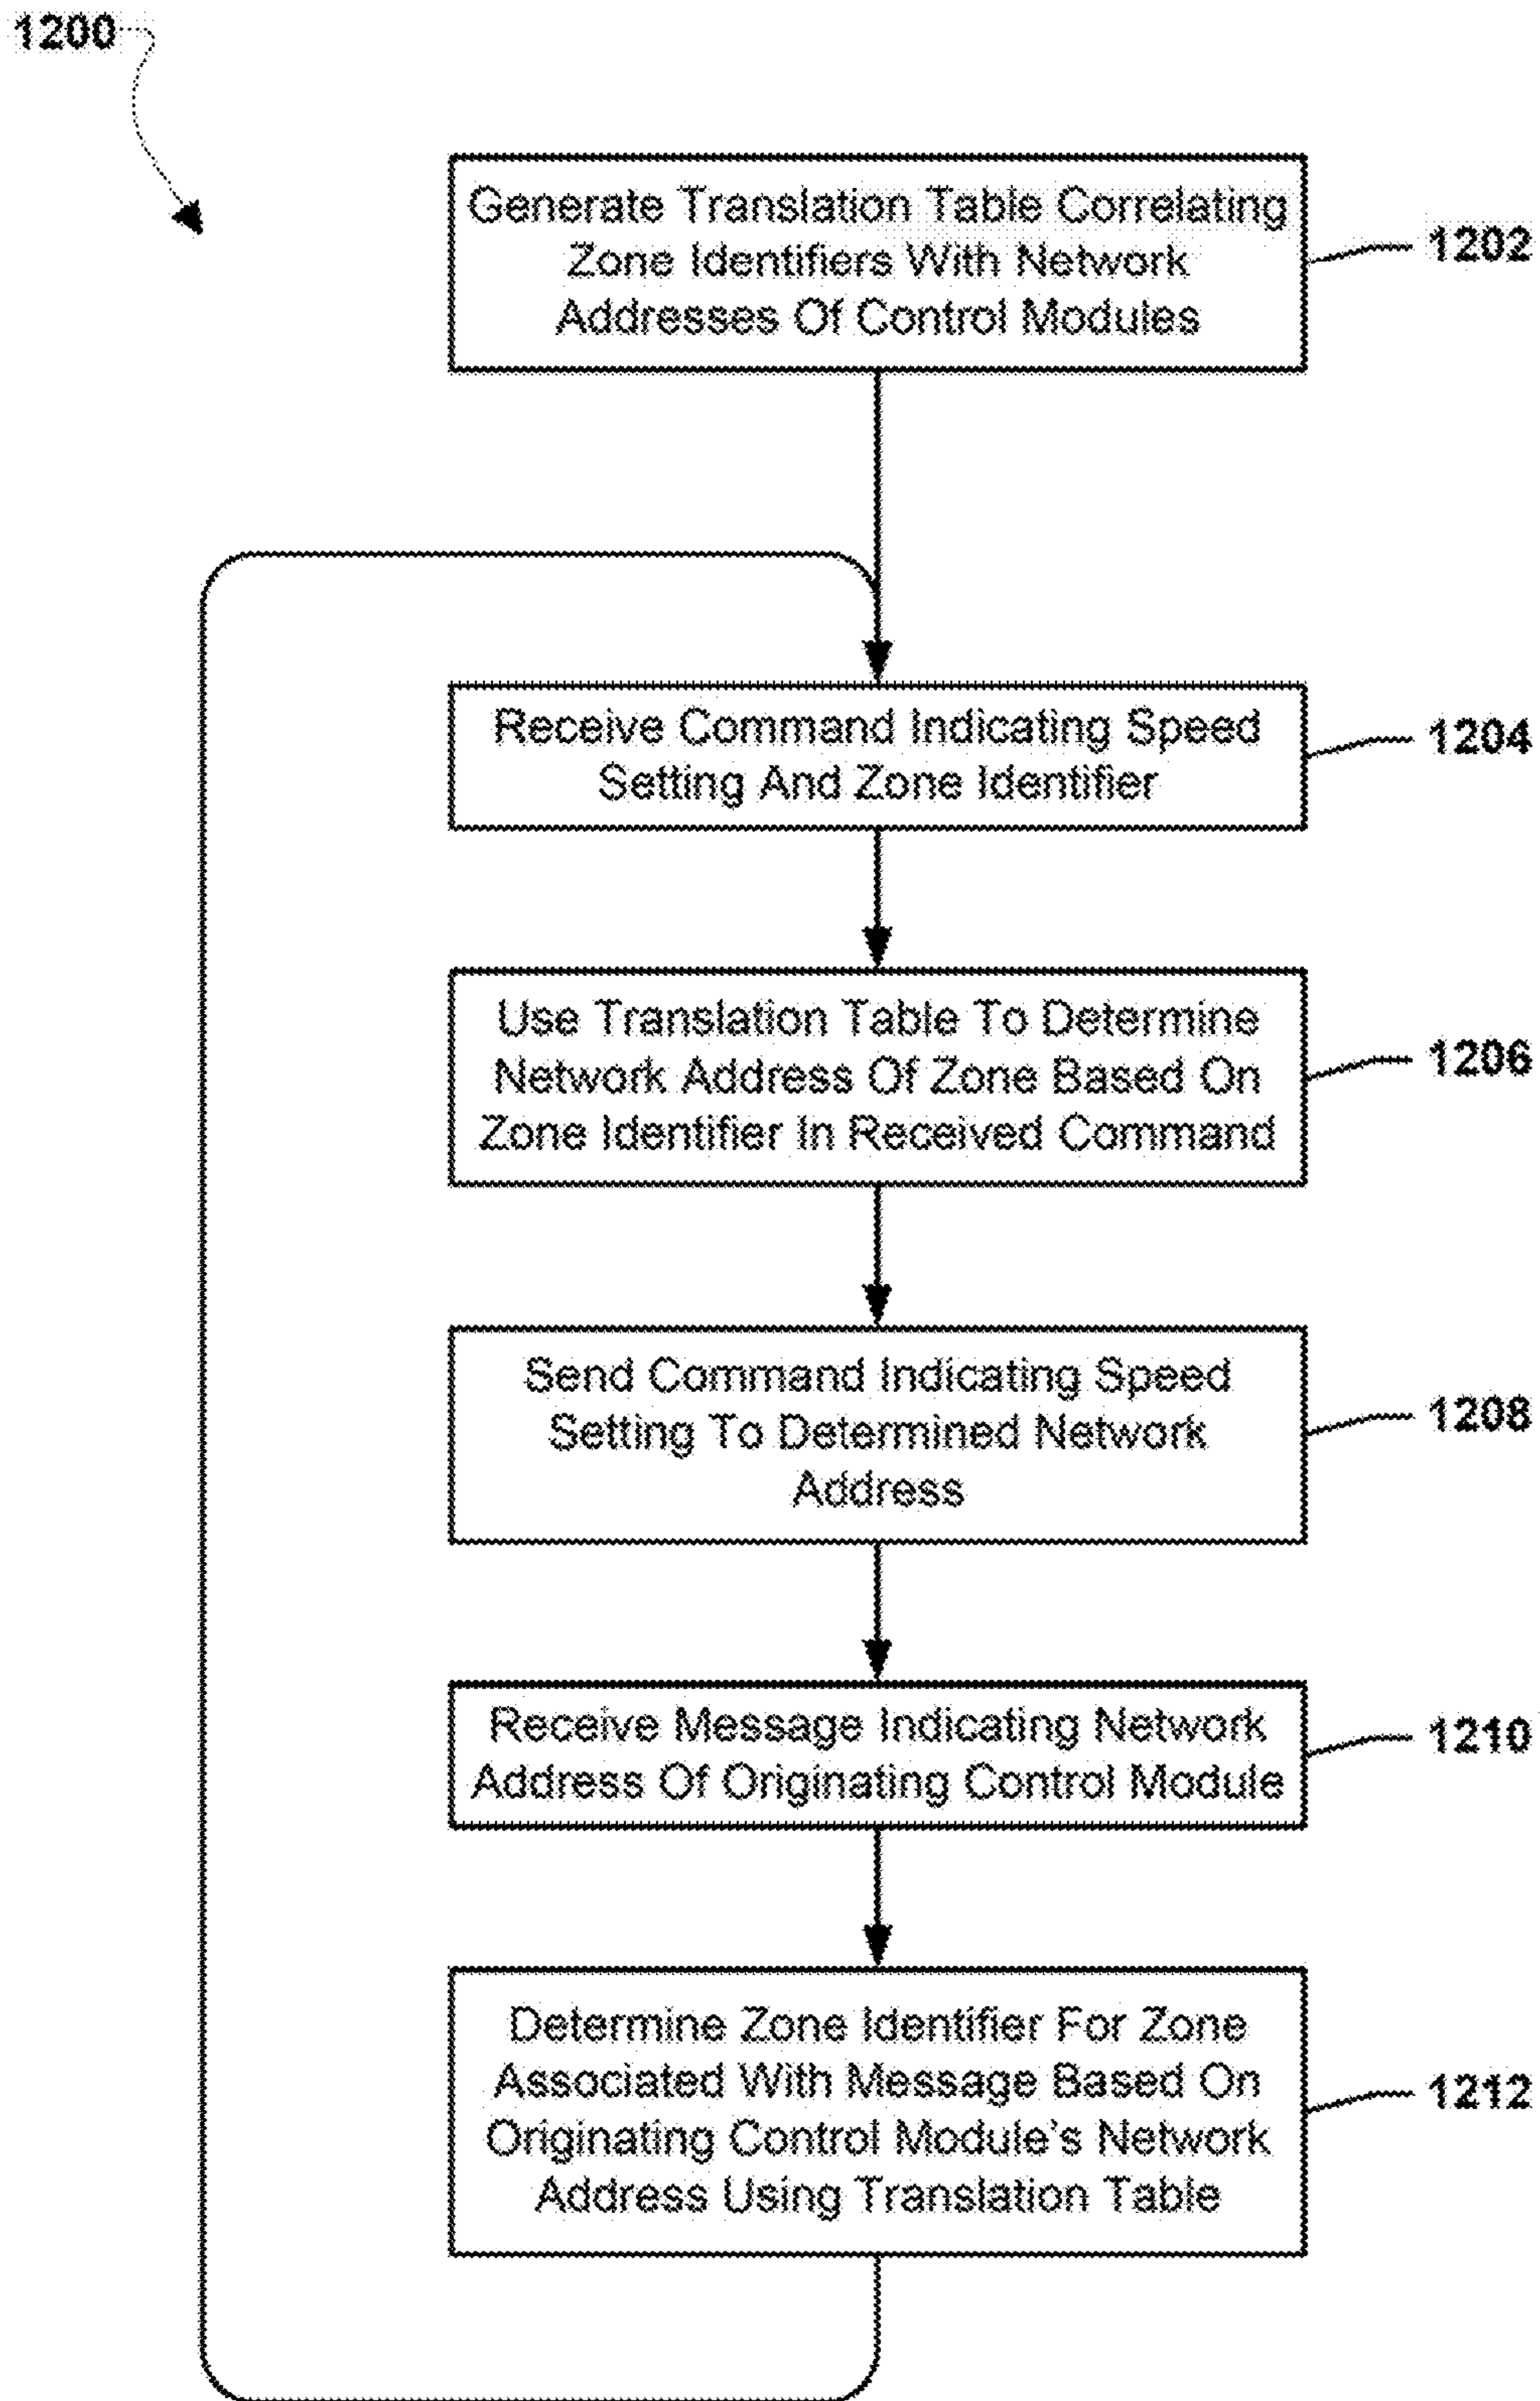 1200
Generate Translation Table Correlating
Zone Identifiers With Network
Addresses Of Control Modules
1202
Receive Command Indicating Speed
Setting And Zone Identifier
1204
Use Translation Table To Determine
Network Address Of Zone Based On
Zone Identifier In Received Command
1206
Send Command Indicating Speed
Setting To Determined Network
Address
1208
Receive Message Indicating Network
Address Of Originating Control Module
1210
Determine Zone Identifier For Zone
Associated With Message Based On
Originating Control Module's Network
Address Using Translation Table
1212